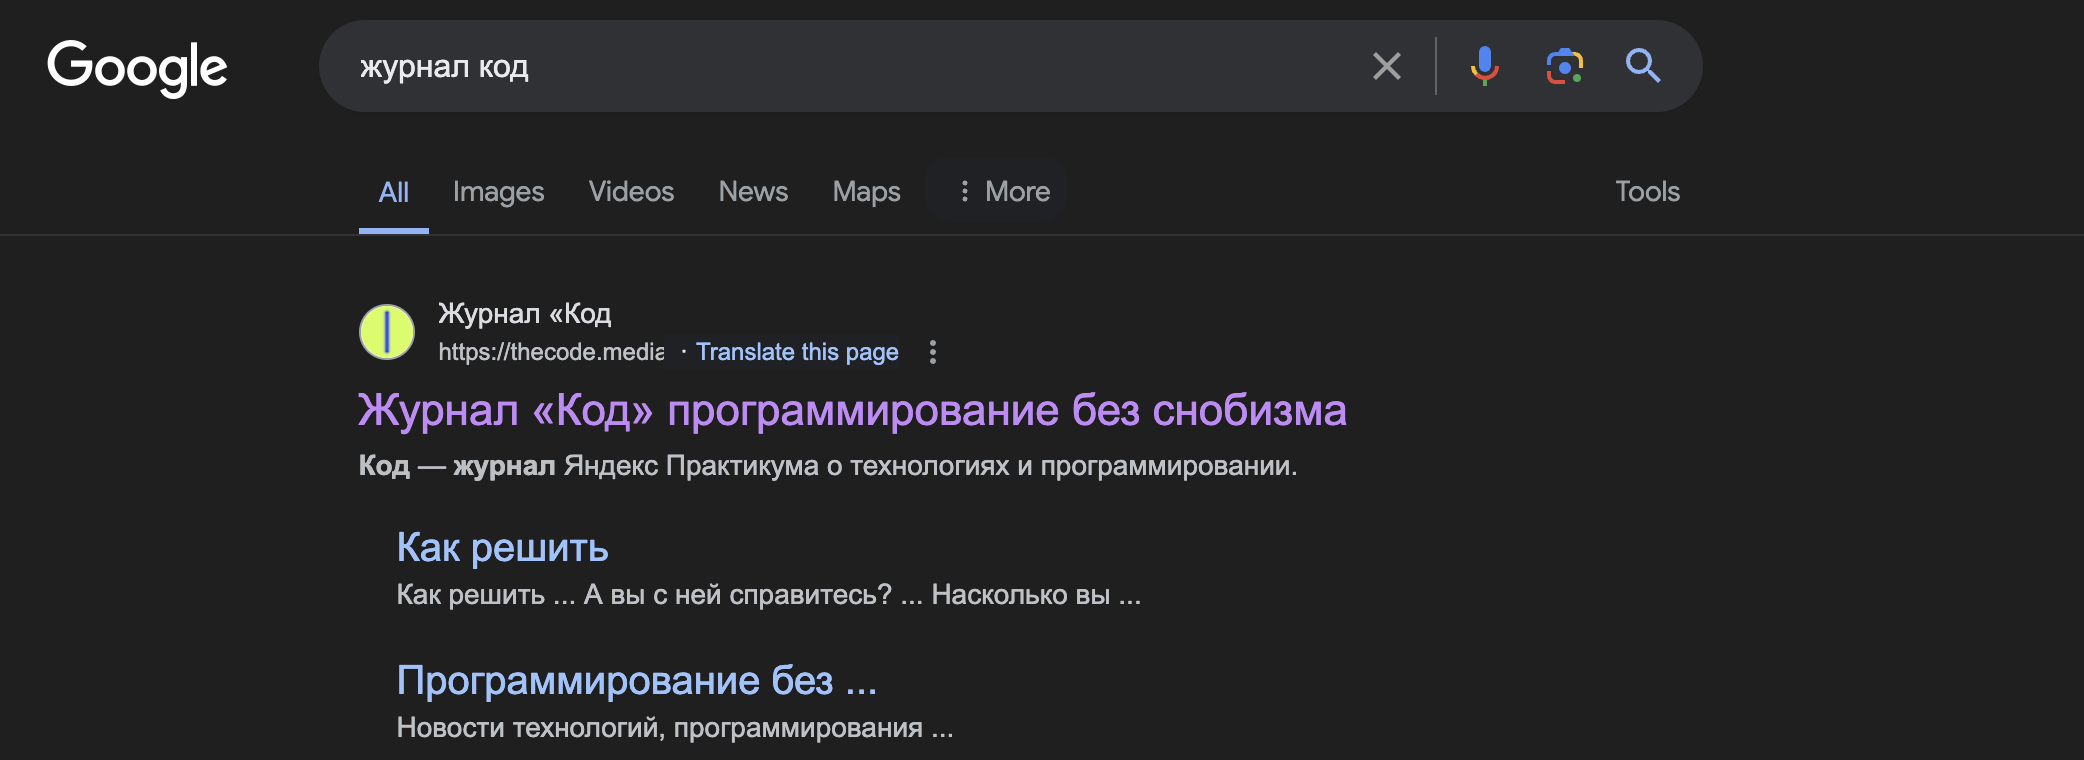 Google
журнал код
All Images Videos News Maps More Tools
Журнал «Код
https://thecode.media · Translate this page
Журнал «Код» программирование без снобизма
Код — журнал Яндекс Практикума о технологиях и программировании.
Как решить
Как решить ... А вы с ней справитесь? ... Насколько вы ...
Программирование без ...
Новости технологий, программирования ...